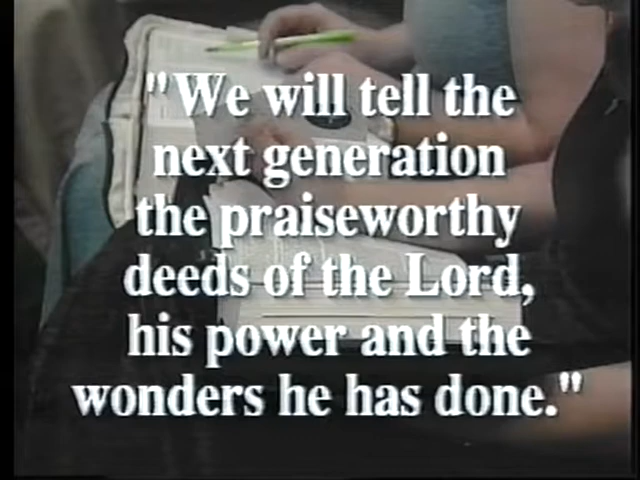 "We will tell the
next generation
the praiseworthy
deeds of the Lord,
his power and the
wonders he has done."